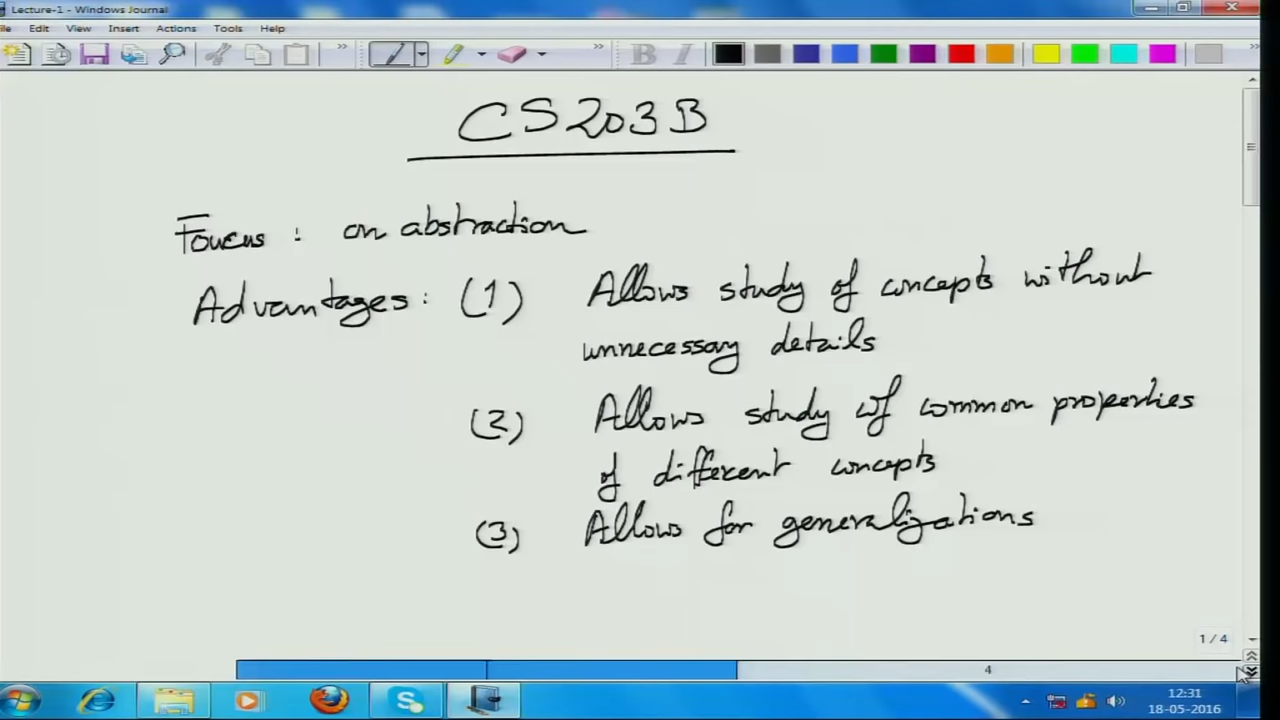 Lecture-1 - Windows Journal
ile Edit View Insert Actions Tools Help
CS203B
Foucus : on abstraction
Advantages : (1) Allows study of concepts without
unnecessary details
(2) Allows study of common properties
of different concepts
(3) Allows for generalizations
1 / 4
4
12:31
18-05-2016